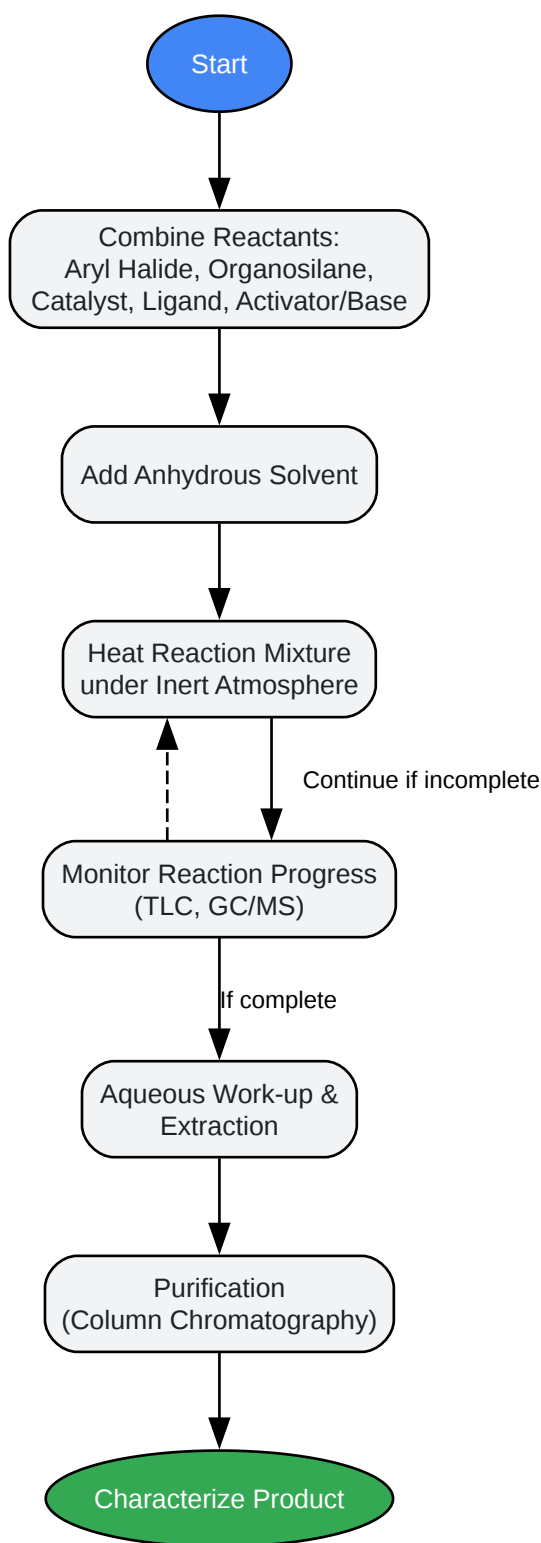 Start
Combine Reactants:
Aryl Halide, Organosilane,
Catalyst, Ligand, Activator/Base
Add Anhydrous Solvent
Heat Reaction Mixture
under Inert Atmosphere
Continue if incomplete
Monitor Reaction Progress
(TLC, GC/MS)
If complete
Aqueous Work-up &
Extraction
Purification
(Column Chromatography)
Characterize Product